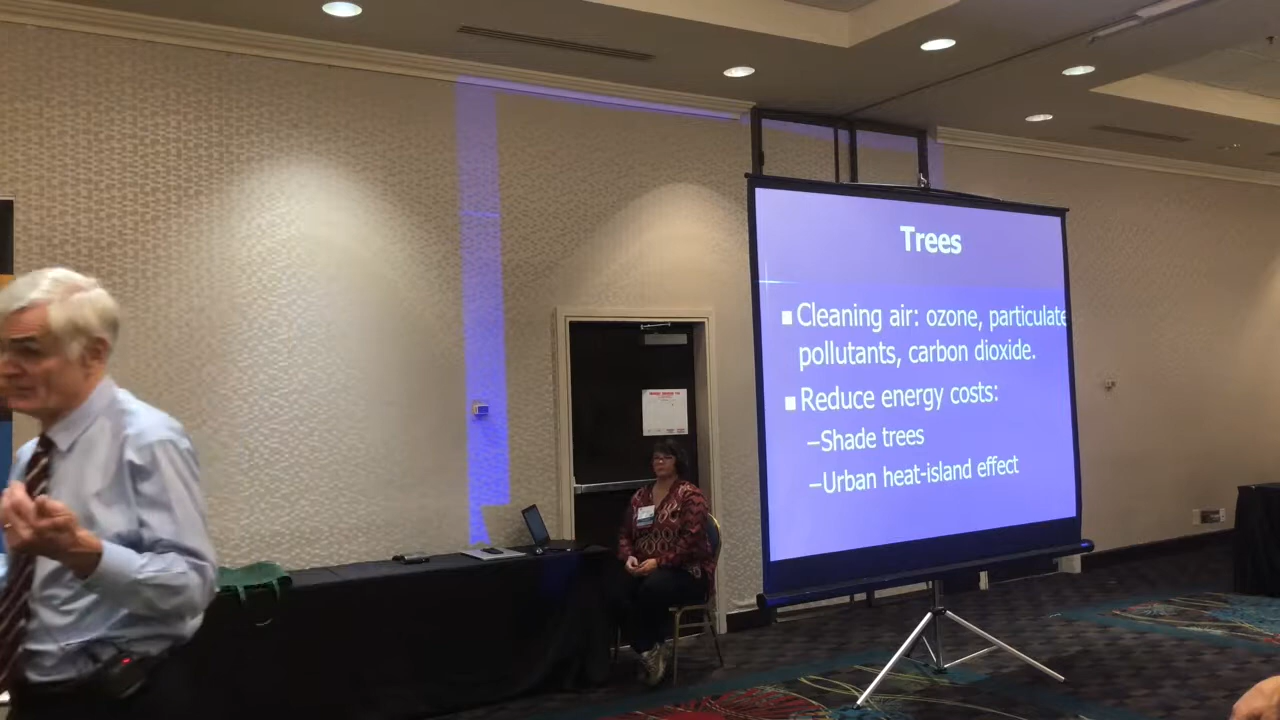 Trees
Cleaning air: ozone, particulate
pollutants, carbon dioxide.
Reduce energy costs:
–Shade trees
–Urban heat-island effect